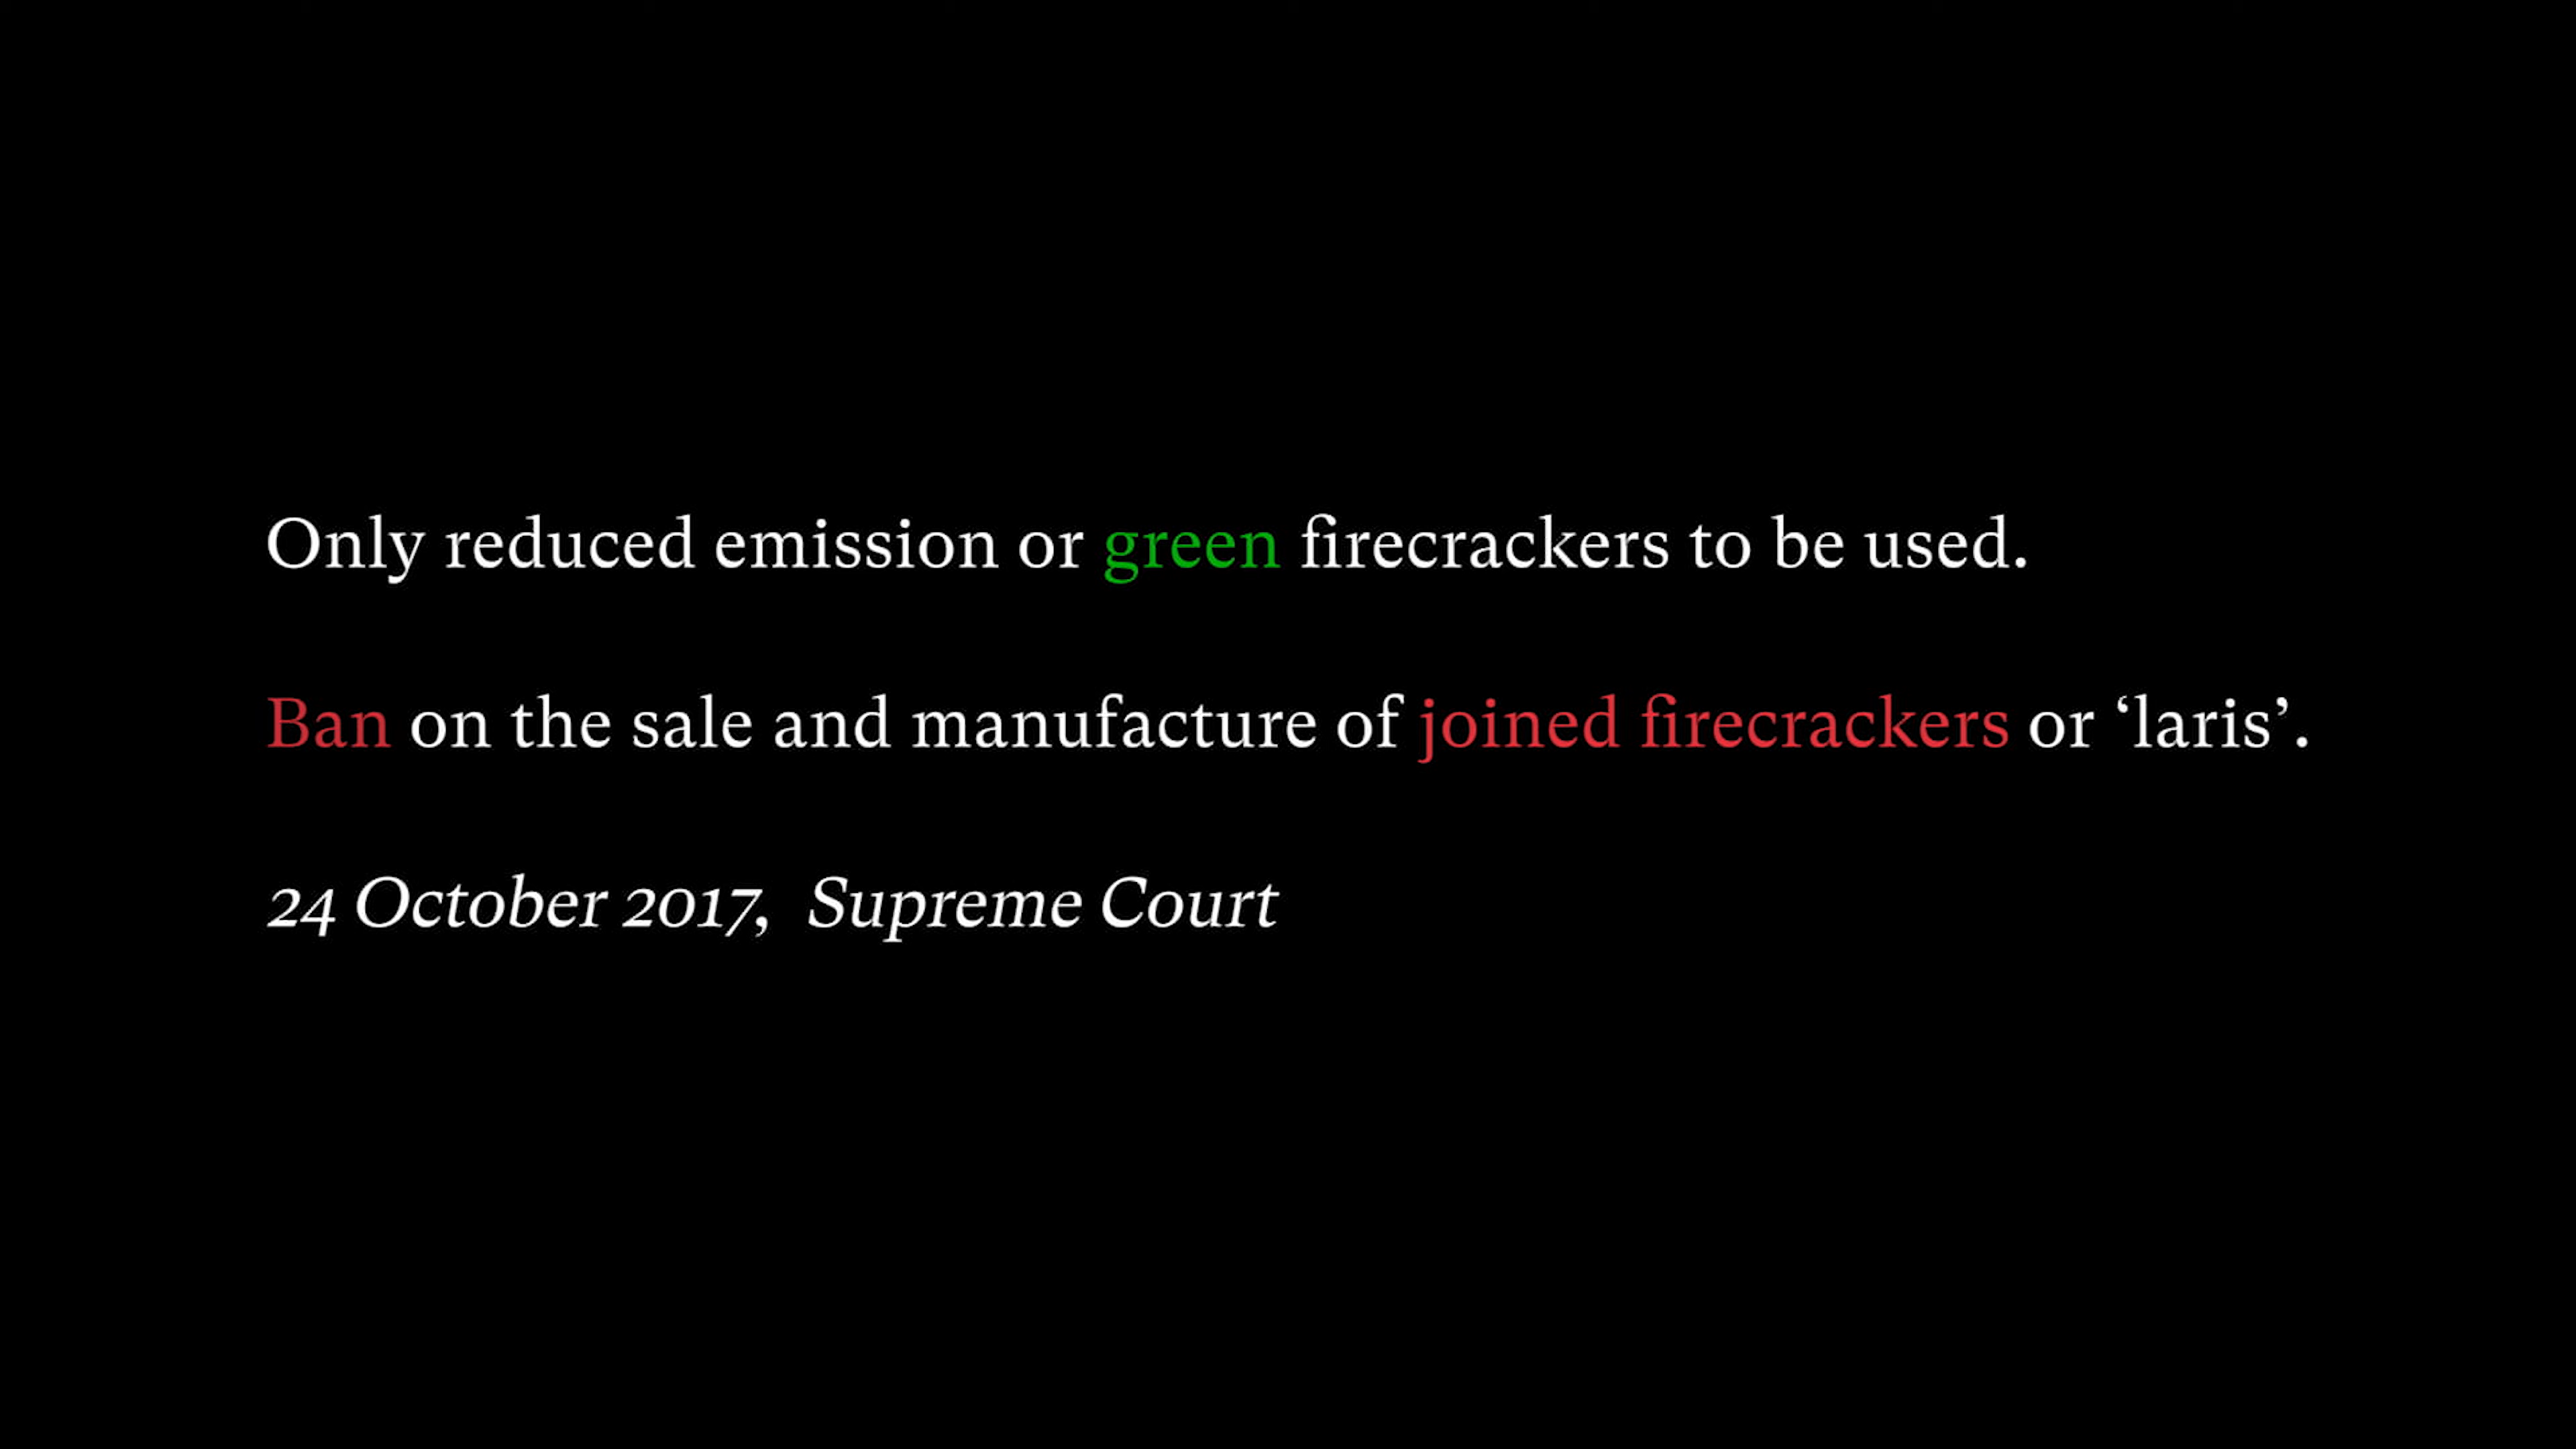 Only reduced emission or green firecrackers to be used.
Ban on the sale and manufacture of joined firecrackers or ‘laris’.
24 October 2017, Supreme Court